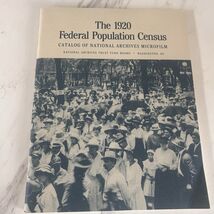 The 1920
Federal Population Census
CATALOG OF NATIONAL ARCHIVES MICROFILM
NATIONAL ARCHIVES TRUST FUND BOARD • WASHINGTON, DC